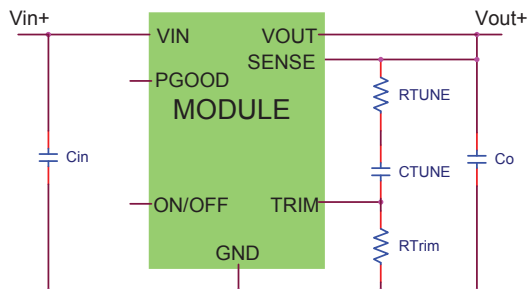 Vin+
Vout+
VIN
VOUT
SENSE
PGOOD
RTUNE
MODULE
Cin
CTUNE
Co
ON/OFF
TRIM
RTrim
GND